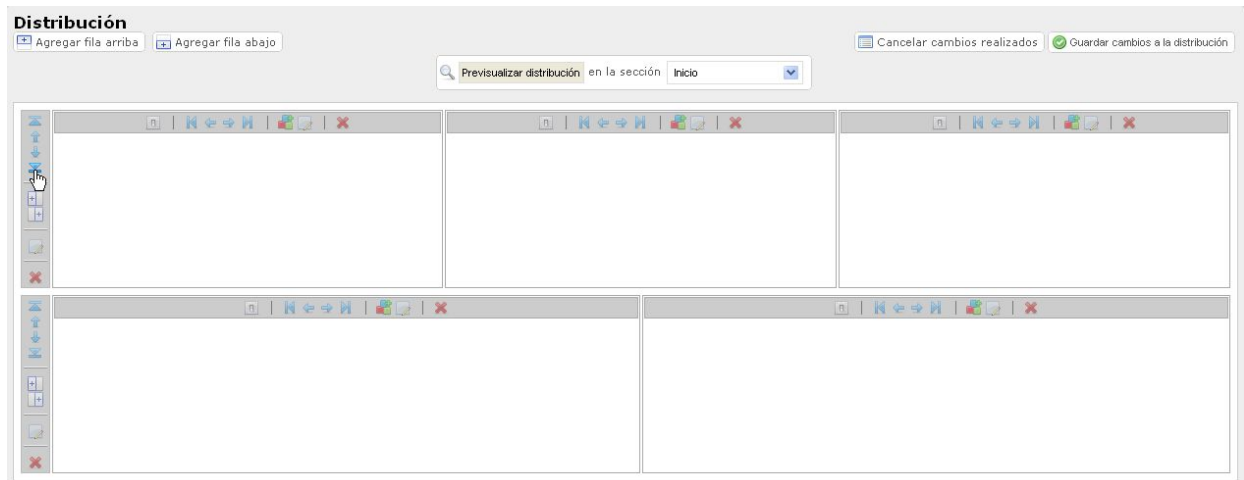 Distribución
Agregar fila arriba Agregar fila abajo Cancelar cambios realizados Guardar cambios a la distribución
Previsualizar distribución en la sección Inicio